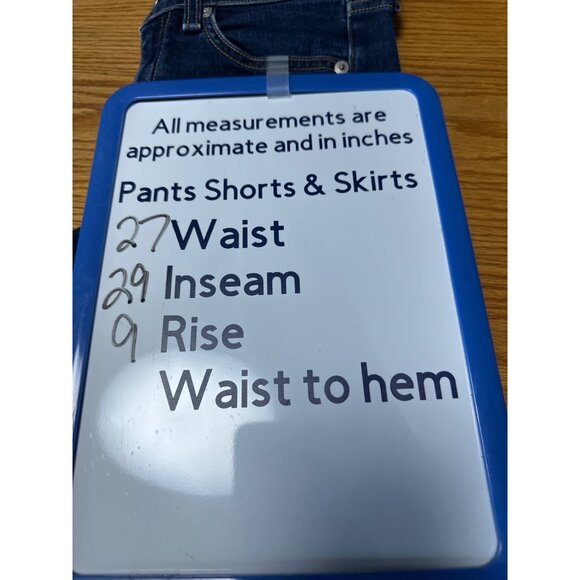 All measurements are
approximate and in inches
Pants Shorts & Skirts
27 Waist
29 Inseam
9 Rise
Waist to hem